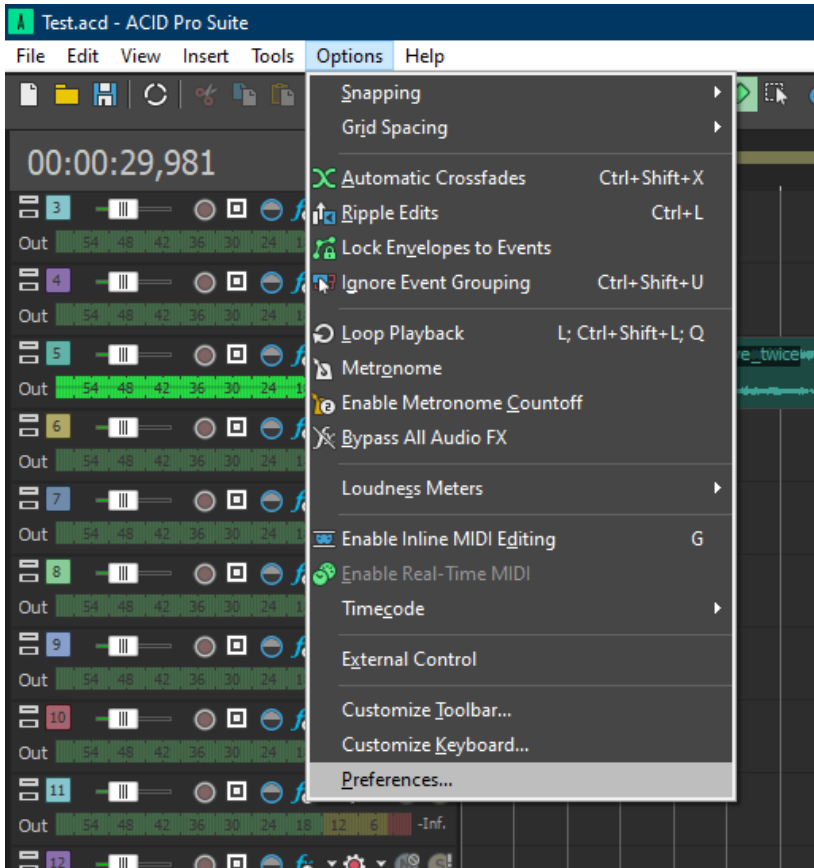 Test.acd - ACID Pro Suite
File Edit View Insert Tools Options Help
00:00:29,981
Snapping
Grid Spacing
Automatic Crossfades Ctrl+Shift+X
Ripple Edits Ctrl+L
Lock Envelopes to Events
Ignore Event Grouping Ctrl+Shift+U
Loop Playback L; Ctrl+Shift+L; Q
Metronome
Enable Metronome Countoff
Bypass All Audio FX
Loudness Meters
Enable Inline MIDI Editing G
Enable Real-Time MIDI
Timecode
External Control
Customize Toolbar...
Customize Keyboard...
Preferences...
3
Out 54 48 42 36 30 24
4
Out 54 48 42 36 30 24
5
Out 54 48 42 36 30 24
6
Out 54 48 42 36 30 24
7
Out 54 48 42 36 30 24
8
Out 54 48 42 36 30 24
9
Out 54 48 42 36 30 24
10
Out 54 48 42 36 30 24
11
Out 54 48 42 36 30 24 18 12 6 -Inf.
12
e_twice